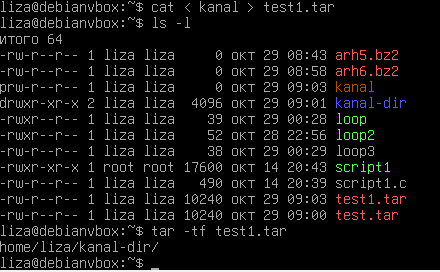 liza@debianvbox:~$ cat < kanal > test1.tar
liza@debianvbox:~$ ls -l
итого 64
-rw-r--r-- 1 liza liza     0 окт 29 08:43 arh5.bz2
-rw-r--r-- 1 liza liza     0 окт 29 08:58 arh6.bz2
prw-r--r-- 1 liza liza     0 окт 29 09:03 kanal
drwxr-xr-x 2 liza liza  4096 окт 29 09:01 kanal-dir
-rw-r--r-- 1 liza liza    39 окт 29 00:28 loop
-rw-r--r-- 1 liza liza    52 окт 28 22:56 loop2
-rw-r--r-- 1 liza liza    38 окт 29 00:29 loop3
-rwxr-xr-x 1 root root 17600 окт 14 20:43 script1
-rw-r--r-- 1 liza liza   490 окт 14 20:39 script1.c
-rw-r--r-- 1 liza liza 10240 окт 29 09:03 test1.tar
-rw-r--r-- 1 liza liza 10240 окт 29 09:00 test.tar
liza@debianvbox:~$ tar -tf test1.tar
home/liza/kanal-dir/
liza@debianvbox:~$ _